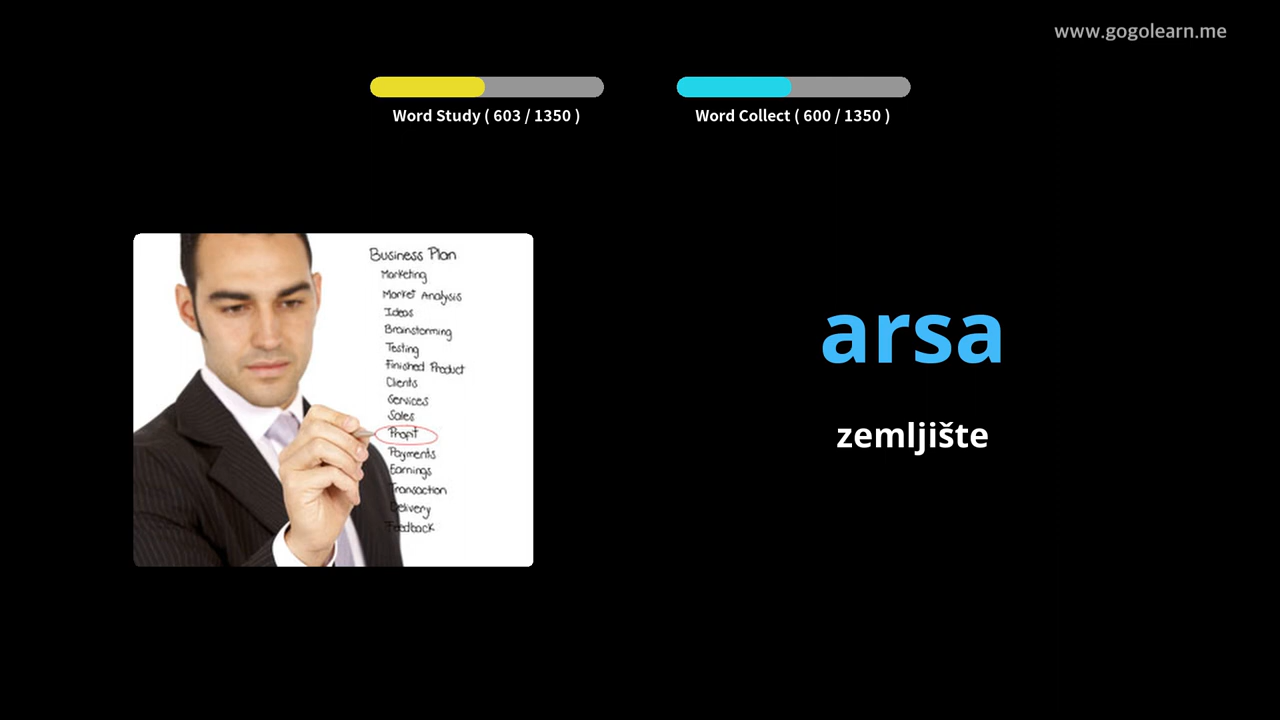 www.gogolearn.me
Word Study ( 603 / 1350 )
Word Collect ( 600 / 1350 )
Business Plan
Marketing
Market Analysis
Ideas
Brainstorming
Testing
Finished Product
Clients
Services
Sales
Profit
Payments
Earnings
Transaction
Delivery
Feedback
arsa
zemljište